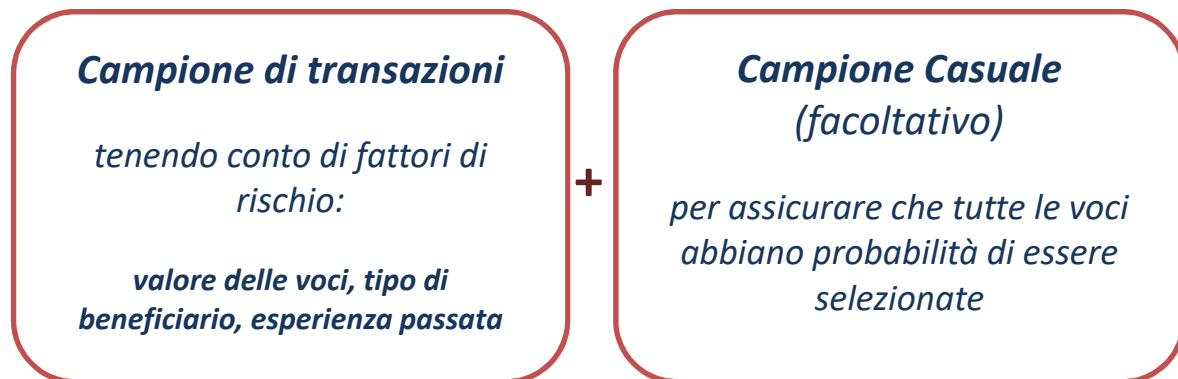 Campione di transazioni
tenendo conto di fattori di
rischio:
valore delle voci, tipo di
beneficiario, esperienza passata
+
Campione Casuale
(facoltativo)
per assicurare che tutte le voci
abbiano probabilità di essere
selezionate